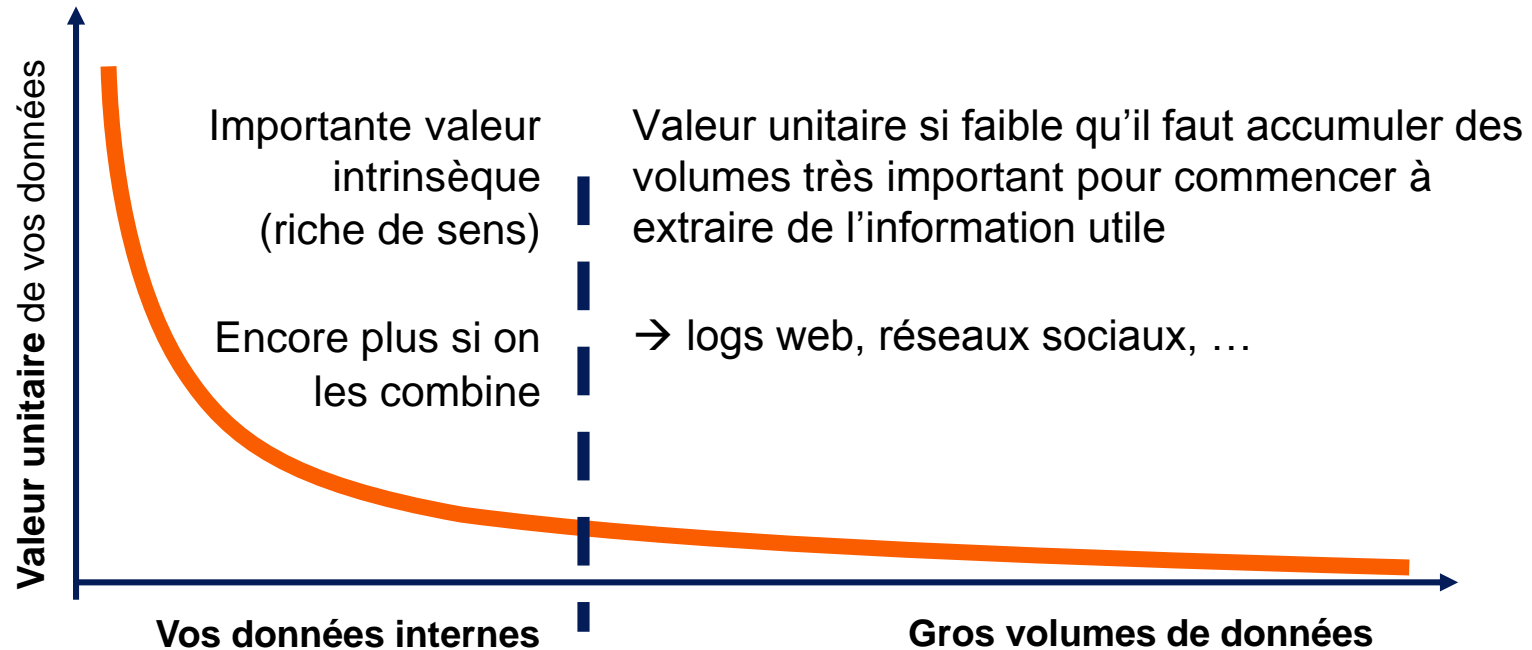 Valeur unitaire de vos données
Importante valeur
intrinsèque
(riche de sens)
Encore plus si on
les combine
Valeur unitaire si faible qu’il faut accumuler des
volumes très important pour commencer à
extraire de l’information utile
→ logs web, réseaux sociaux, …
Vos données internes
Gros volumes de données